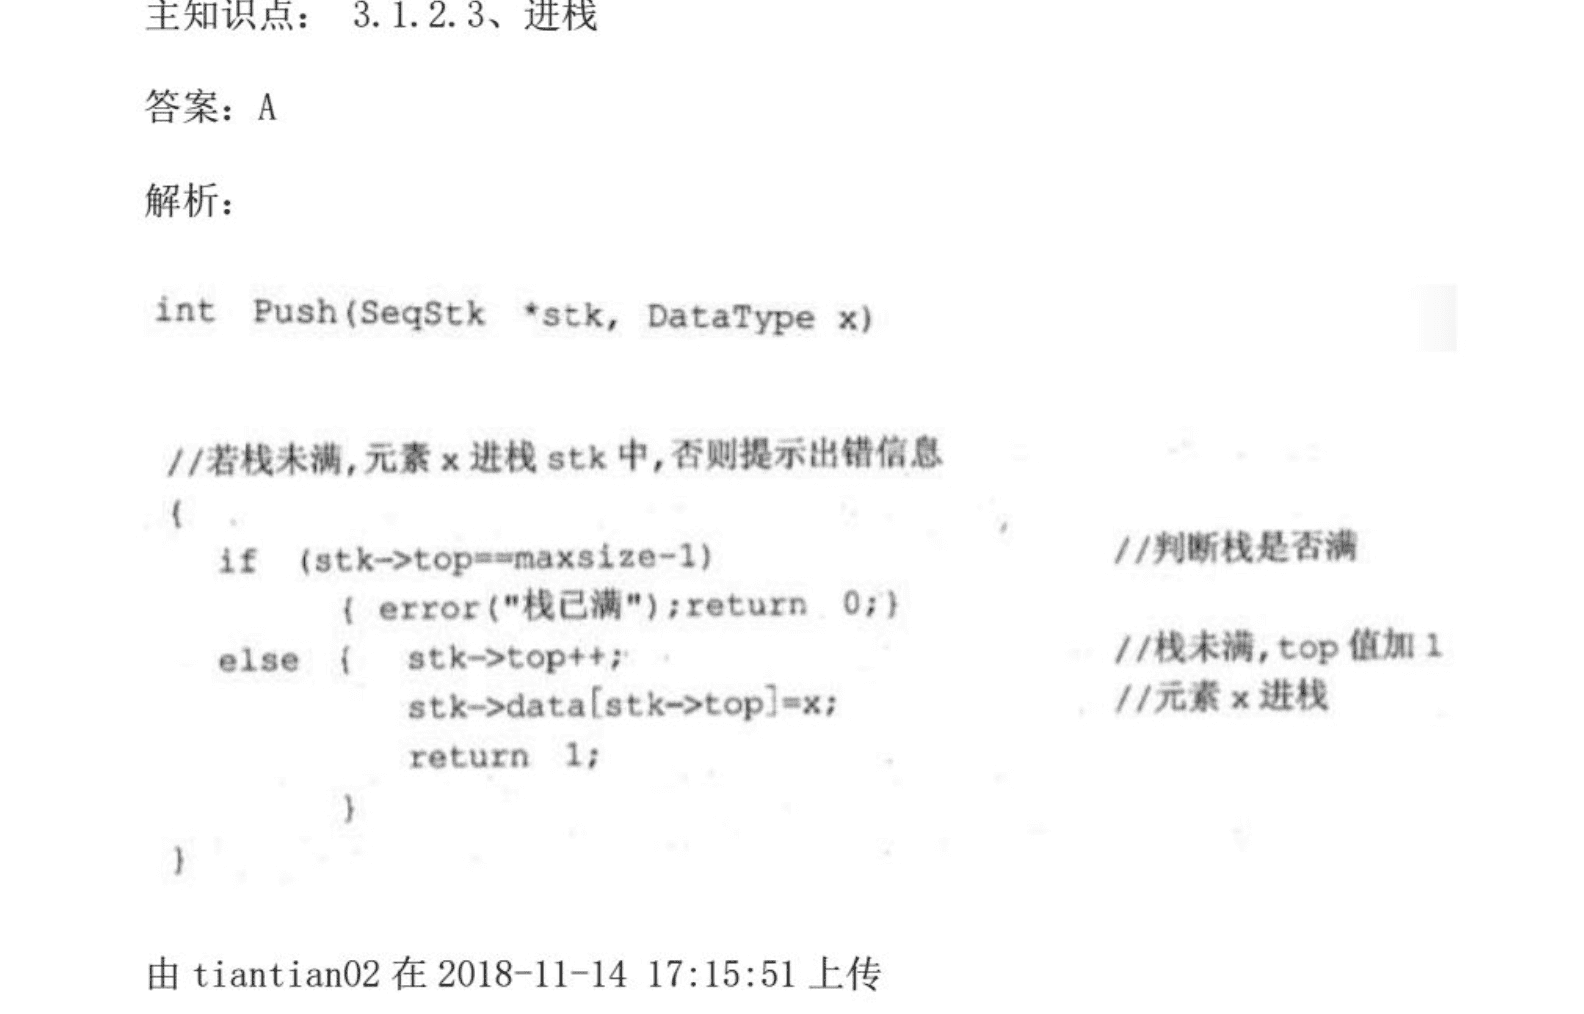 主知识点： 3.1.2.3、进栈
答案：A
解析：
int Push(SeqStk *stk, DataType x)
//若栈未满,元素 x 进栈 stk 中,否则提示出错信息
{
if (stk->top==maxsize-1) //判断栈是否满
{ error("栈已满");return 0;}
else { stk->top++; //栈未满,top 值加 1
stk->data[stk->top]=x; //元素 x 进栈
return 1;
}
}
由 tiantian02 在 2018-11-14 17:15:51 上传